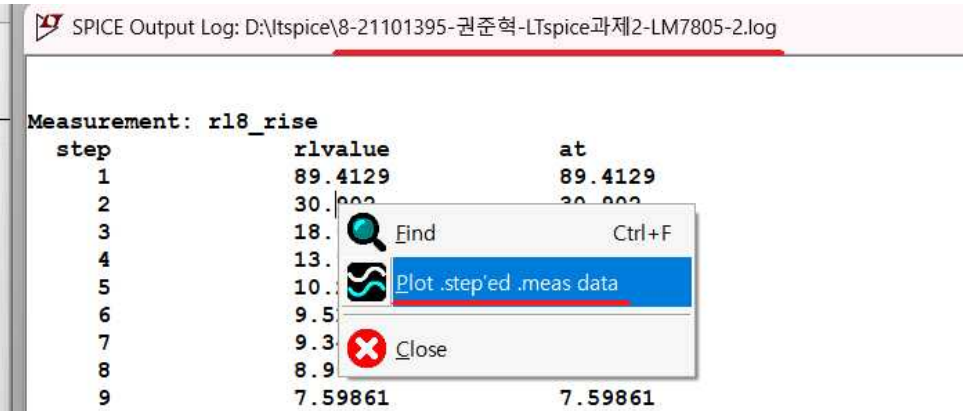 SPICE Output Log: D:\ltspice\8-21101395-권준혁-LTspice과제2-LM7805-2.log
Measurement: rl8_rise
step rlvalue at
1 89.4129 89.4129
2 30.902 30.902
3 18.
4 13.
5 10.
6 9.5
7 9.3
8 8.9
9 7.59861 7.59861
Find Ctrl+F
Plot .step'ed .meas data
Close